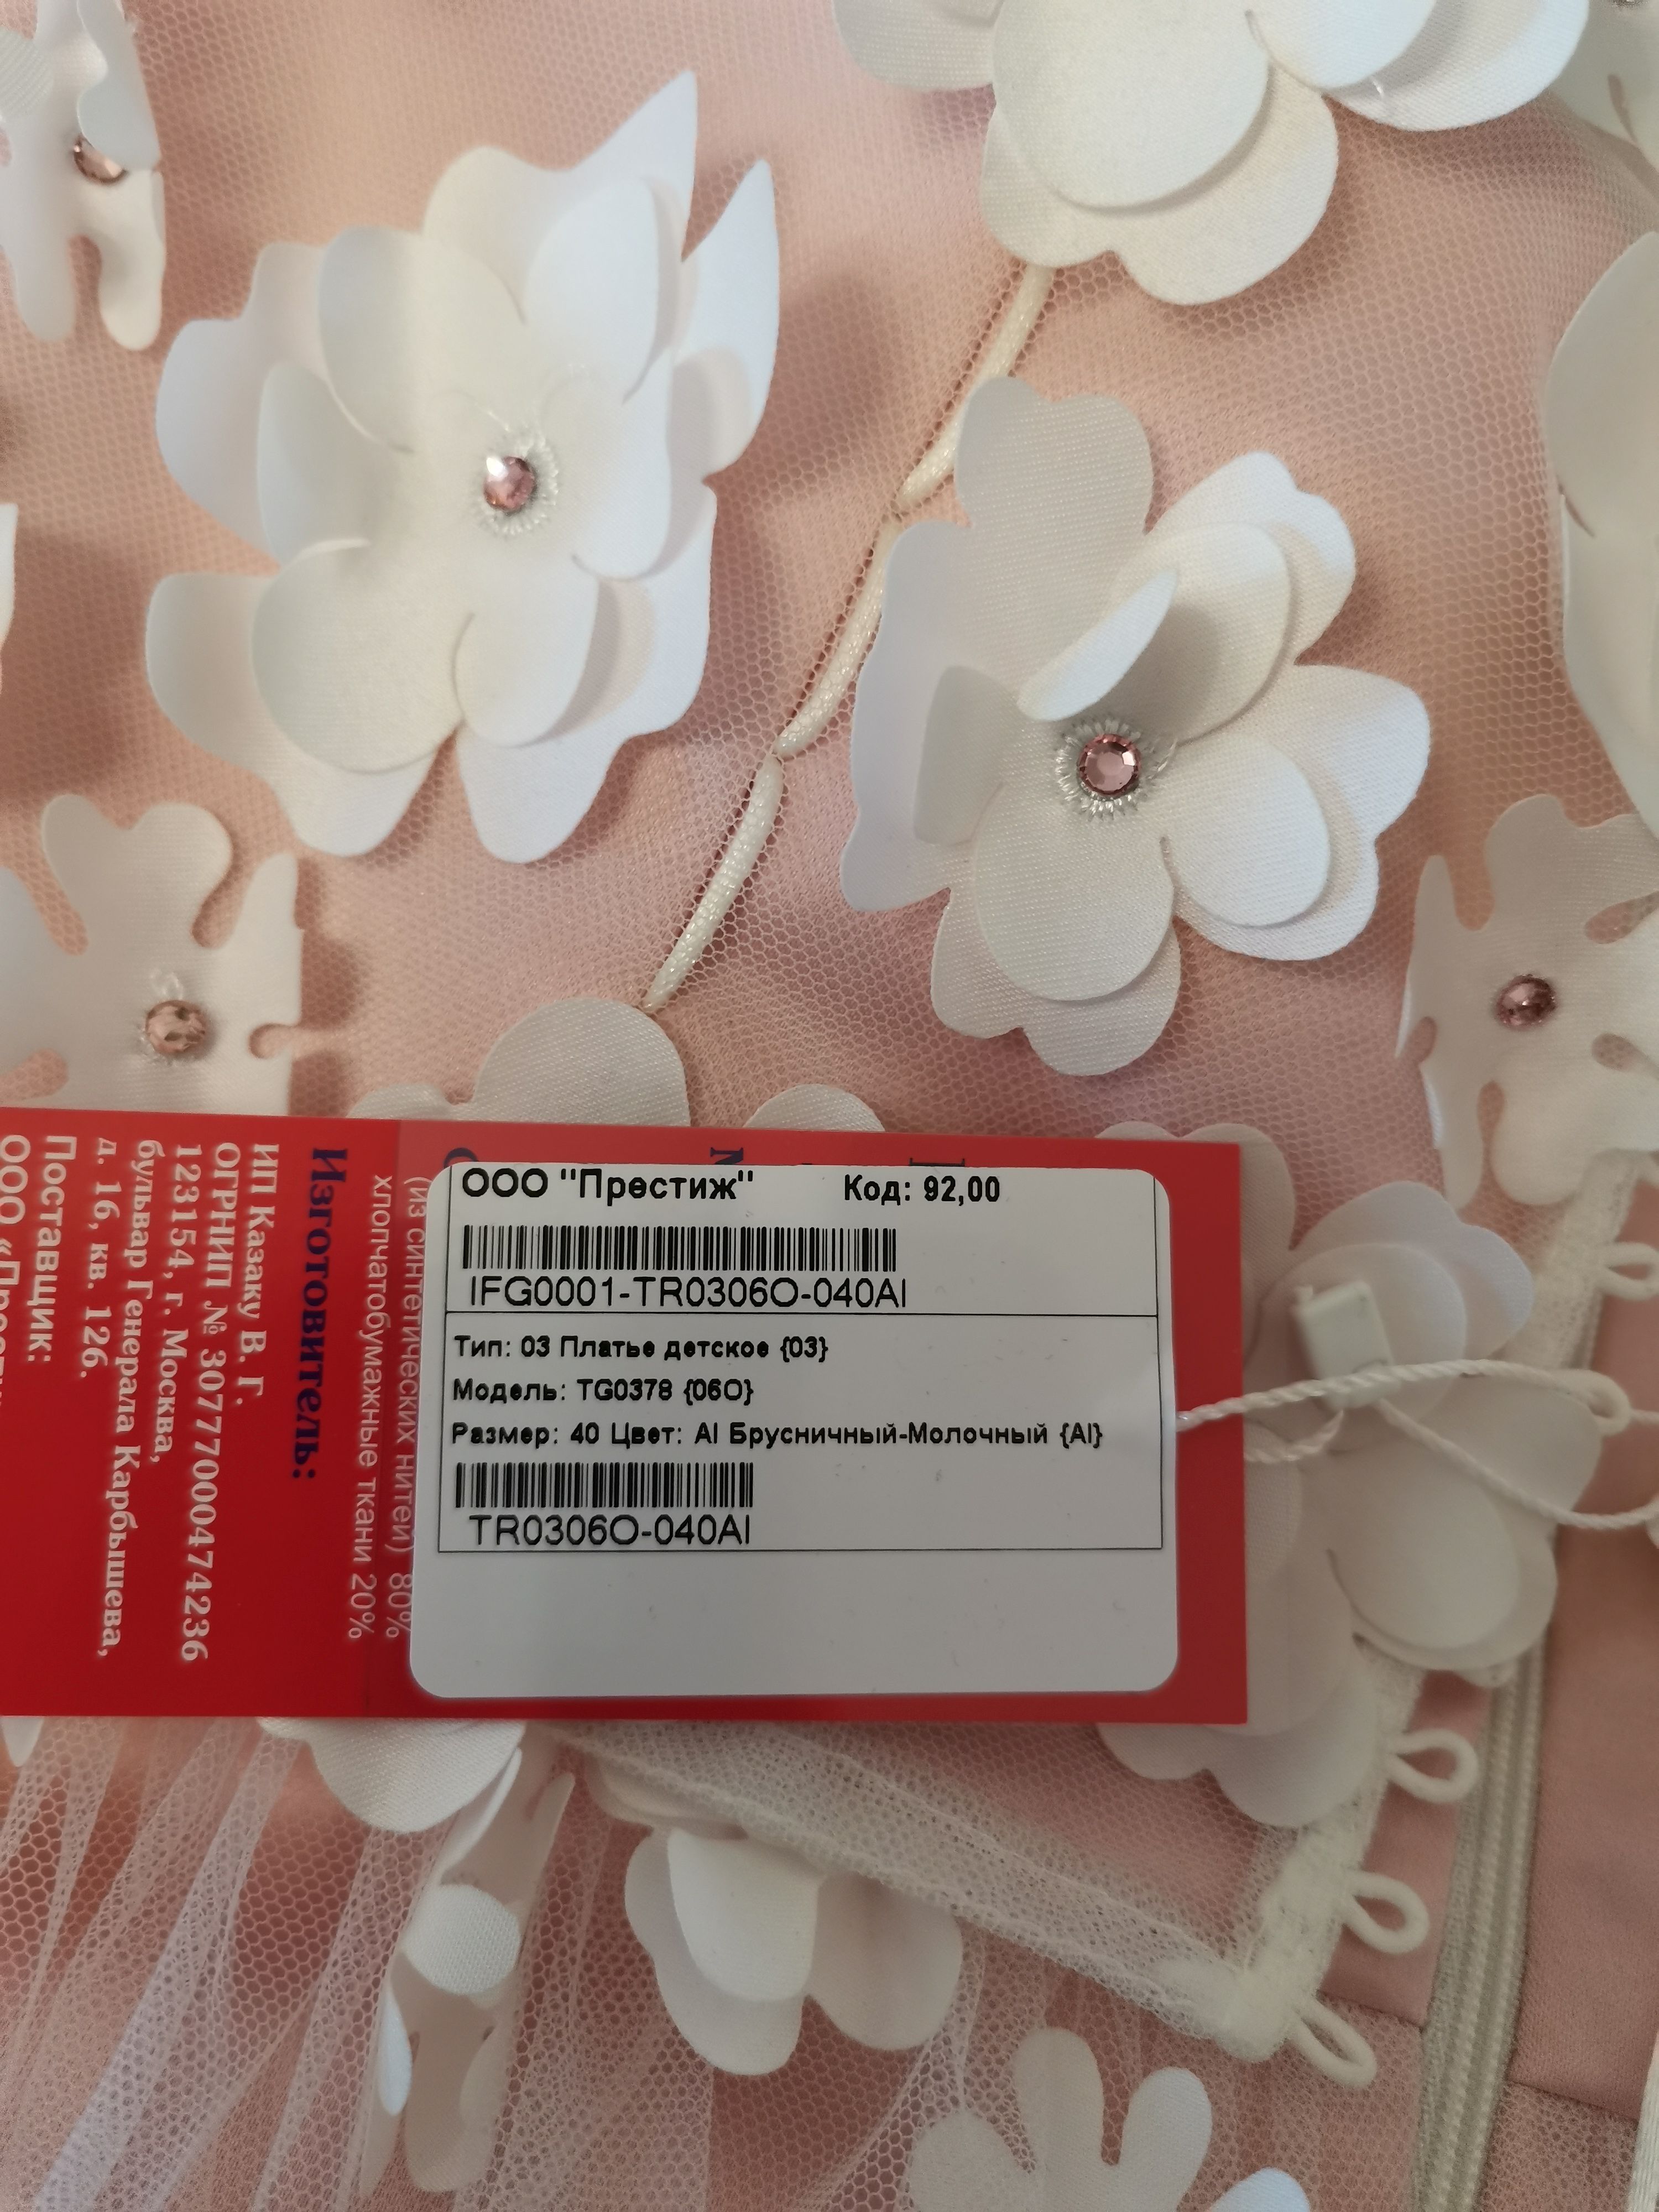 ООО "Престиж" Код: 92,00
IFG0001-TR0306O-040AI
Тип: 03 Платье детское {03}
Модель: TG0378 {06O}
Размер: 40 Цвет: AI Брусничный-Молочный {AI}
TR0306O-040AI
(из синтетических нитей) 80%
хлопчатобумажные ткани 20%
Изготовитель:
ИП Казаку В. Г.
ОГРНИП № 307770000474236
123154, г. Москва,
бульвар Генерала Карбышева,
д. 16, кв. 126.
Поставщик:
ООО